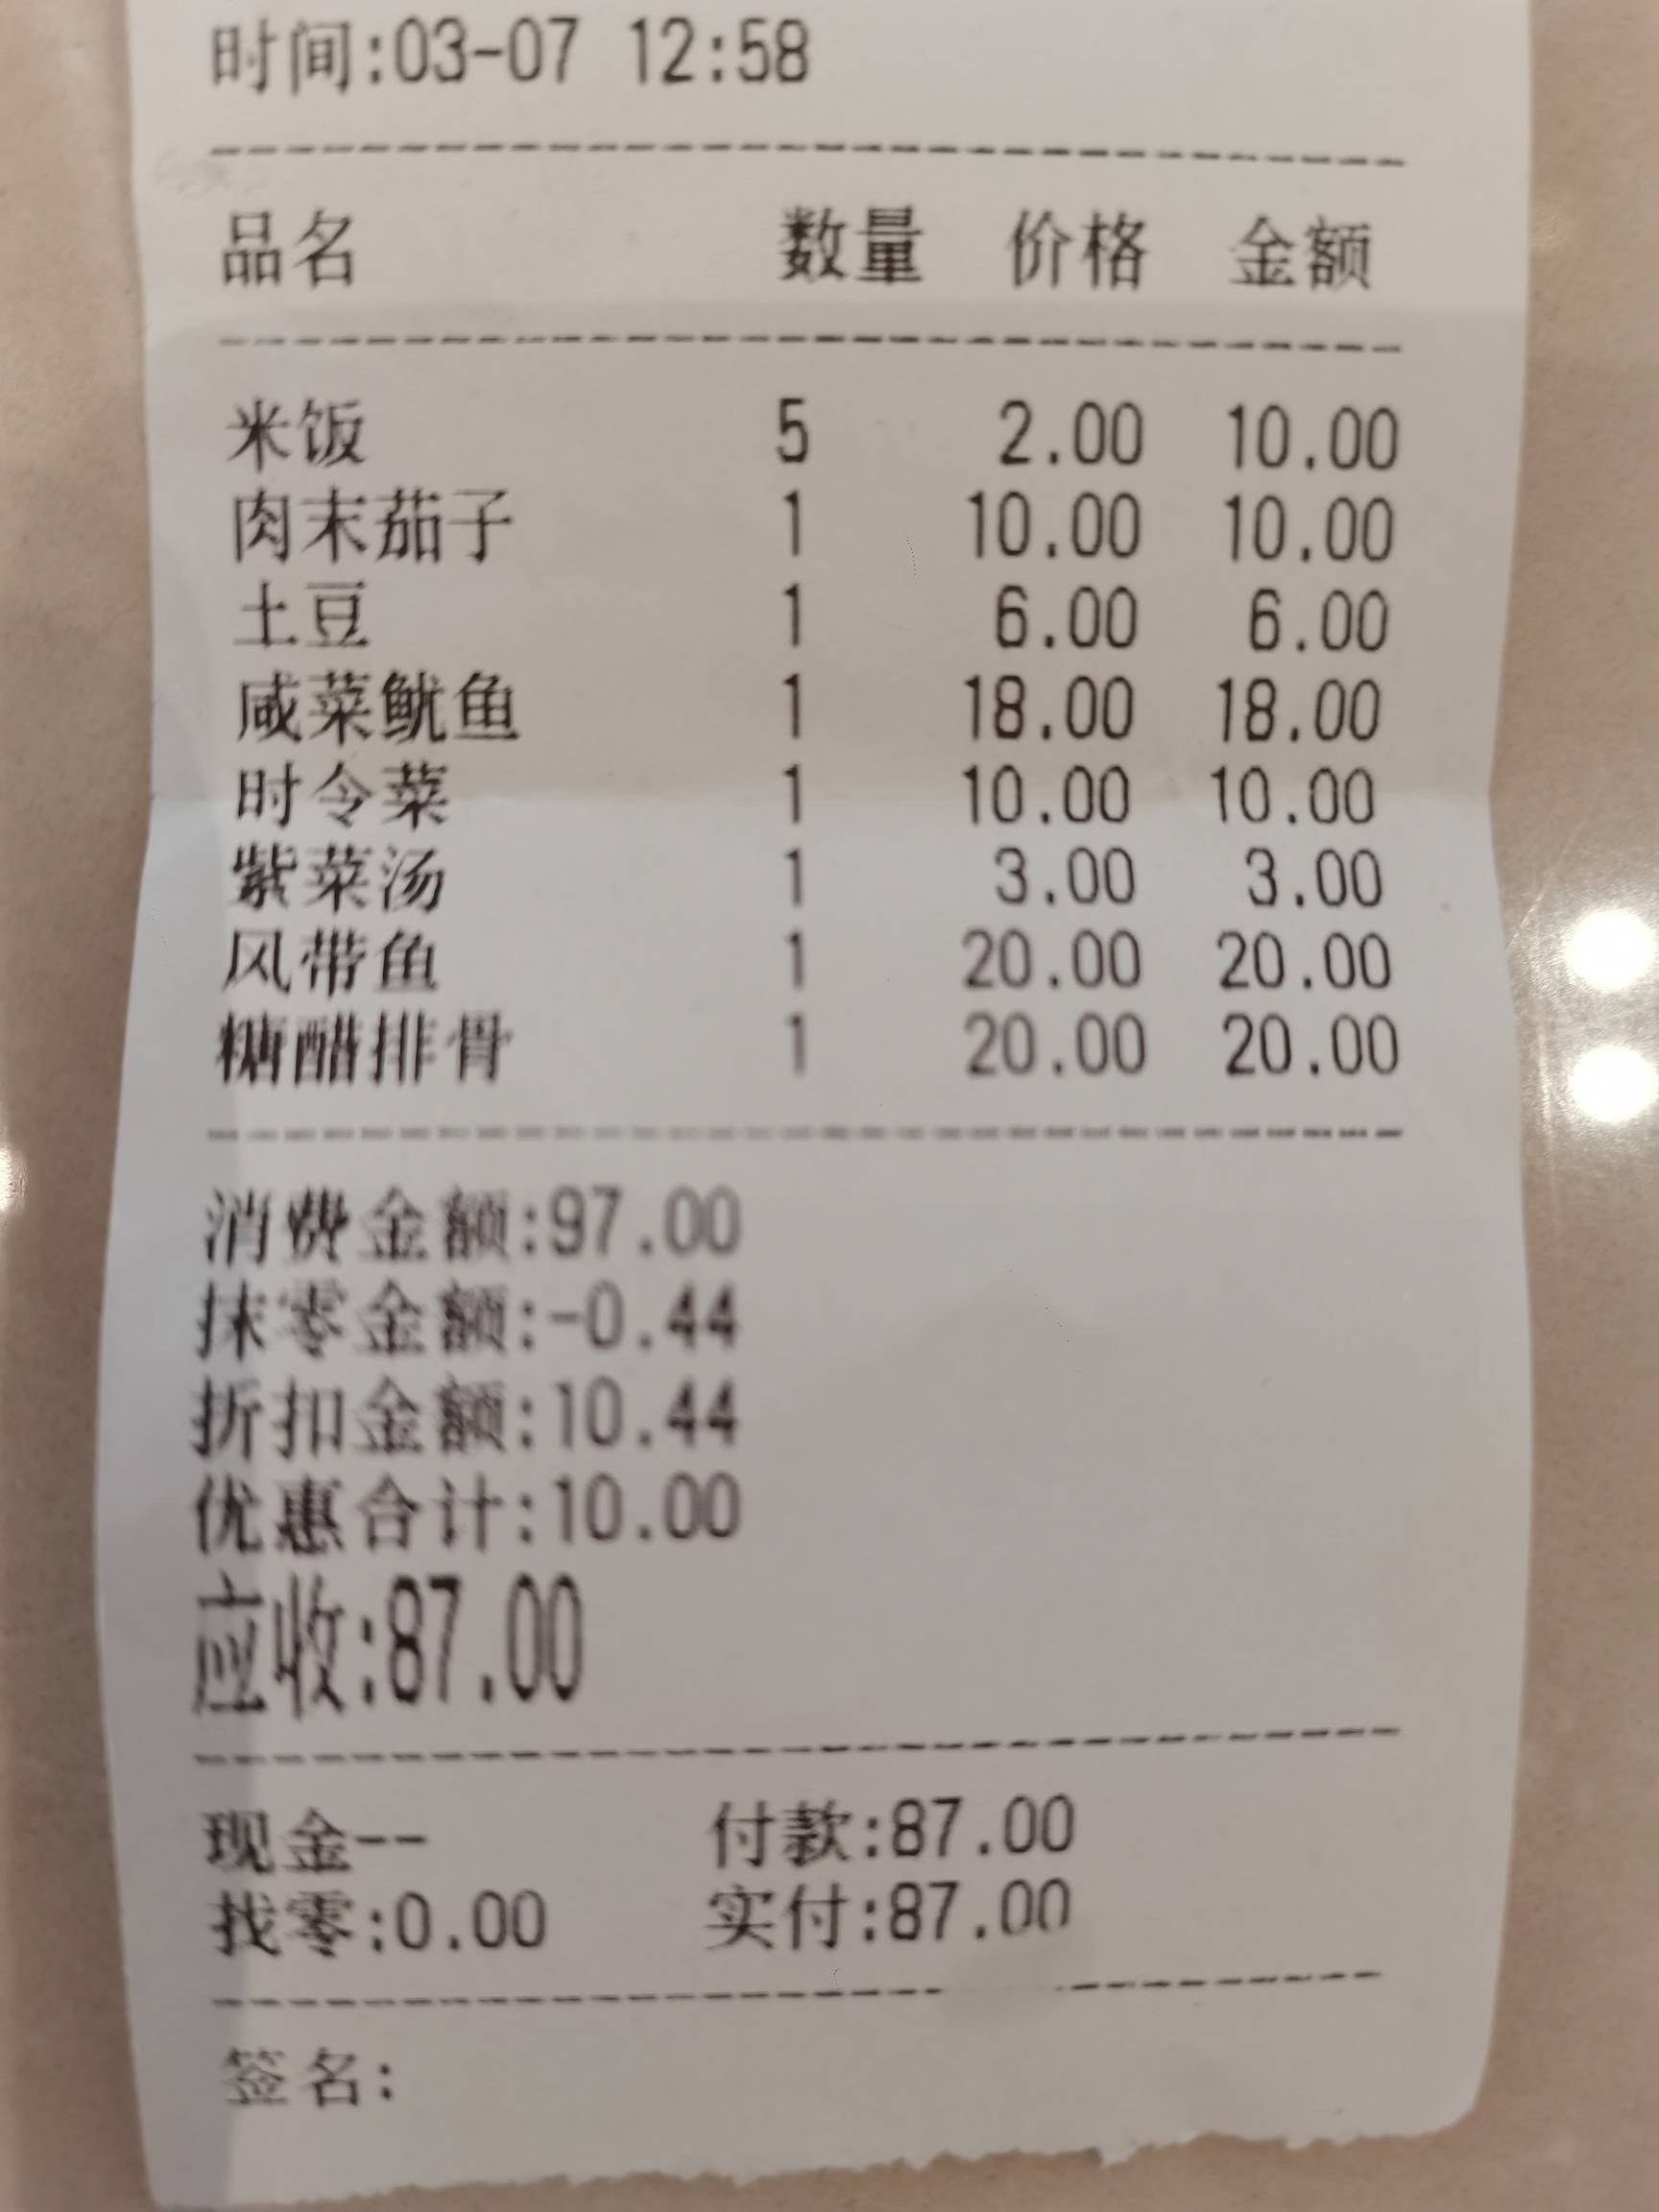 时间:03-07 12:58
品名 数量 价格 金额
米饭 5 2.00 10.00
肉末茄子 1 10.00 10.00
土豆 1 6.00 6.00
咸菜鱿鱼 1 18.00 18.00
时令菜 1 10.00 10.00
紫菜汤 1 3.00 3.00
风带鱼 1 20.00 20.00
糖醋排骨 1 20.00 20.00
消费金额:97.00
抹零金额:-0.44
折扣金额:10.44
优惠合计:10.00
应收:87.00
现金-- 付款:87.00
找零:0.00 实付:87.00
签名: